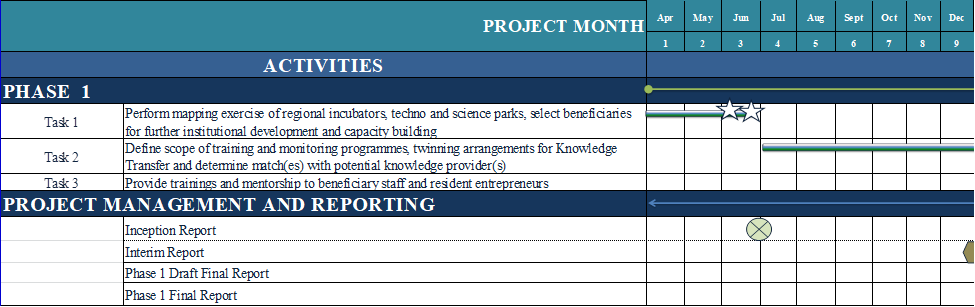 PROJECT MONTH Apr May Jun Jul Aug Sept Oct Nov Dec
1 2 3 4 5 6 7 8 9
ACTIVITIES
PHASE 1
Task 1 Perform mapping exercise of regional incubators, techno and science parks, select beneficiaries
for further institutional development and capacity building
Task 2 Define scope of training and monitoring programmes, twinning arrangements for Knowledge
Transfer and determine match(es) with potential knowledge provider(s)
Task 3 Provide trainings and mentorship to beneficiary staff and resident entrepreneurs
PROJECT MANAGEMENT AND REPORTING
Inception Report
Interim Report
Phase 1 Draft Final Report
Phase 1 Final Report